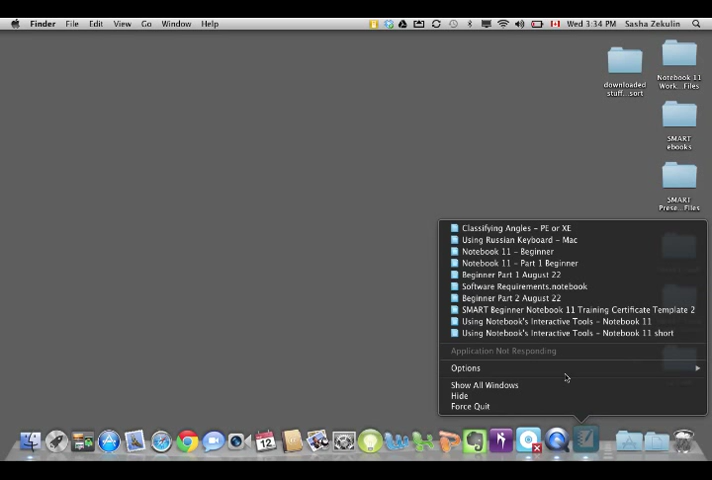 Finder File Edit View Go Window Help Wed 3:34 PM Sasha Zekulin
downloaded
stuff...sort
Notebook 11
Work...Files
SMART
ebooks
SMART
Prese...Files
Classifying Angles - PE or XE
Using Russian Keyboard - Mac
Notebook 11 - Beginner
Notebook 11 - Part 1 Beginner
Beginner Part 1 August 22
Software Requirements.notebook
Beginner Part 2 August 22
SMART Beginner Notebook 11 Training Certificate Template 2
Using Notebook's Interactive Tools - Notebook 11
Using Notebook's Interactive Tools - Notebook 11 short
Application Not Responding
Options
Show All Windows
Hide
Force Quit
12